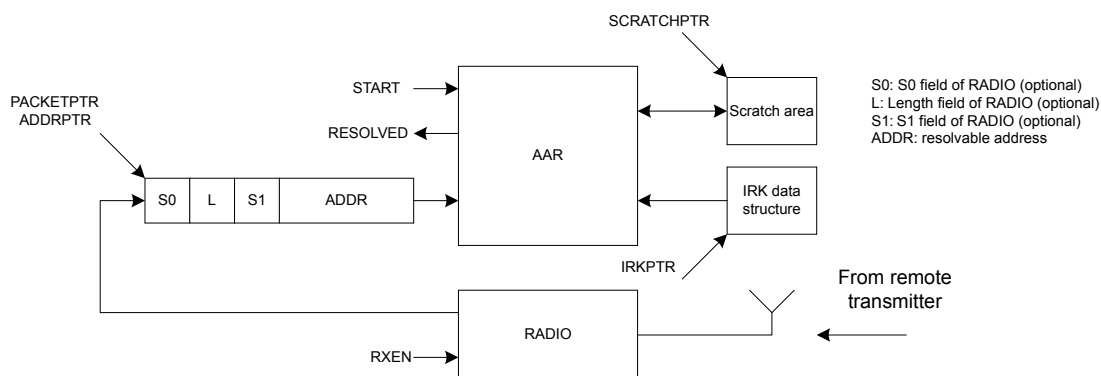 SCRATCHPTR
START
S0: S0 field of RADIO (optional)
L: Length field of RADIO (optional)
S1: S1 field of RADIO (optional)
ADDR: resolvable address
PACKETPTR
ADDRPTR
Scratch area
RESOLVED
AAR
S0
L
S1
ADDR
IRK data
structure
IRKPTR
From remote
transmitter
RADIO
RXEN